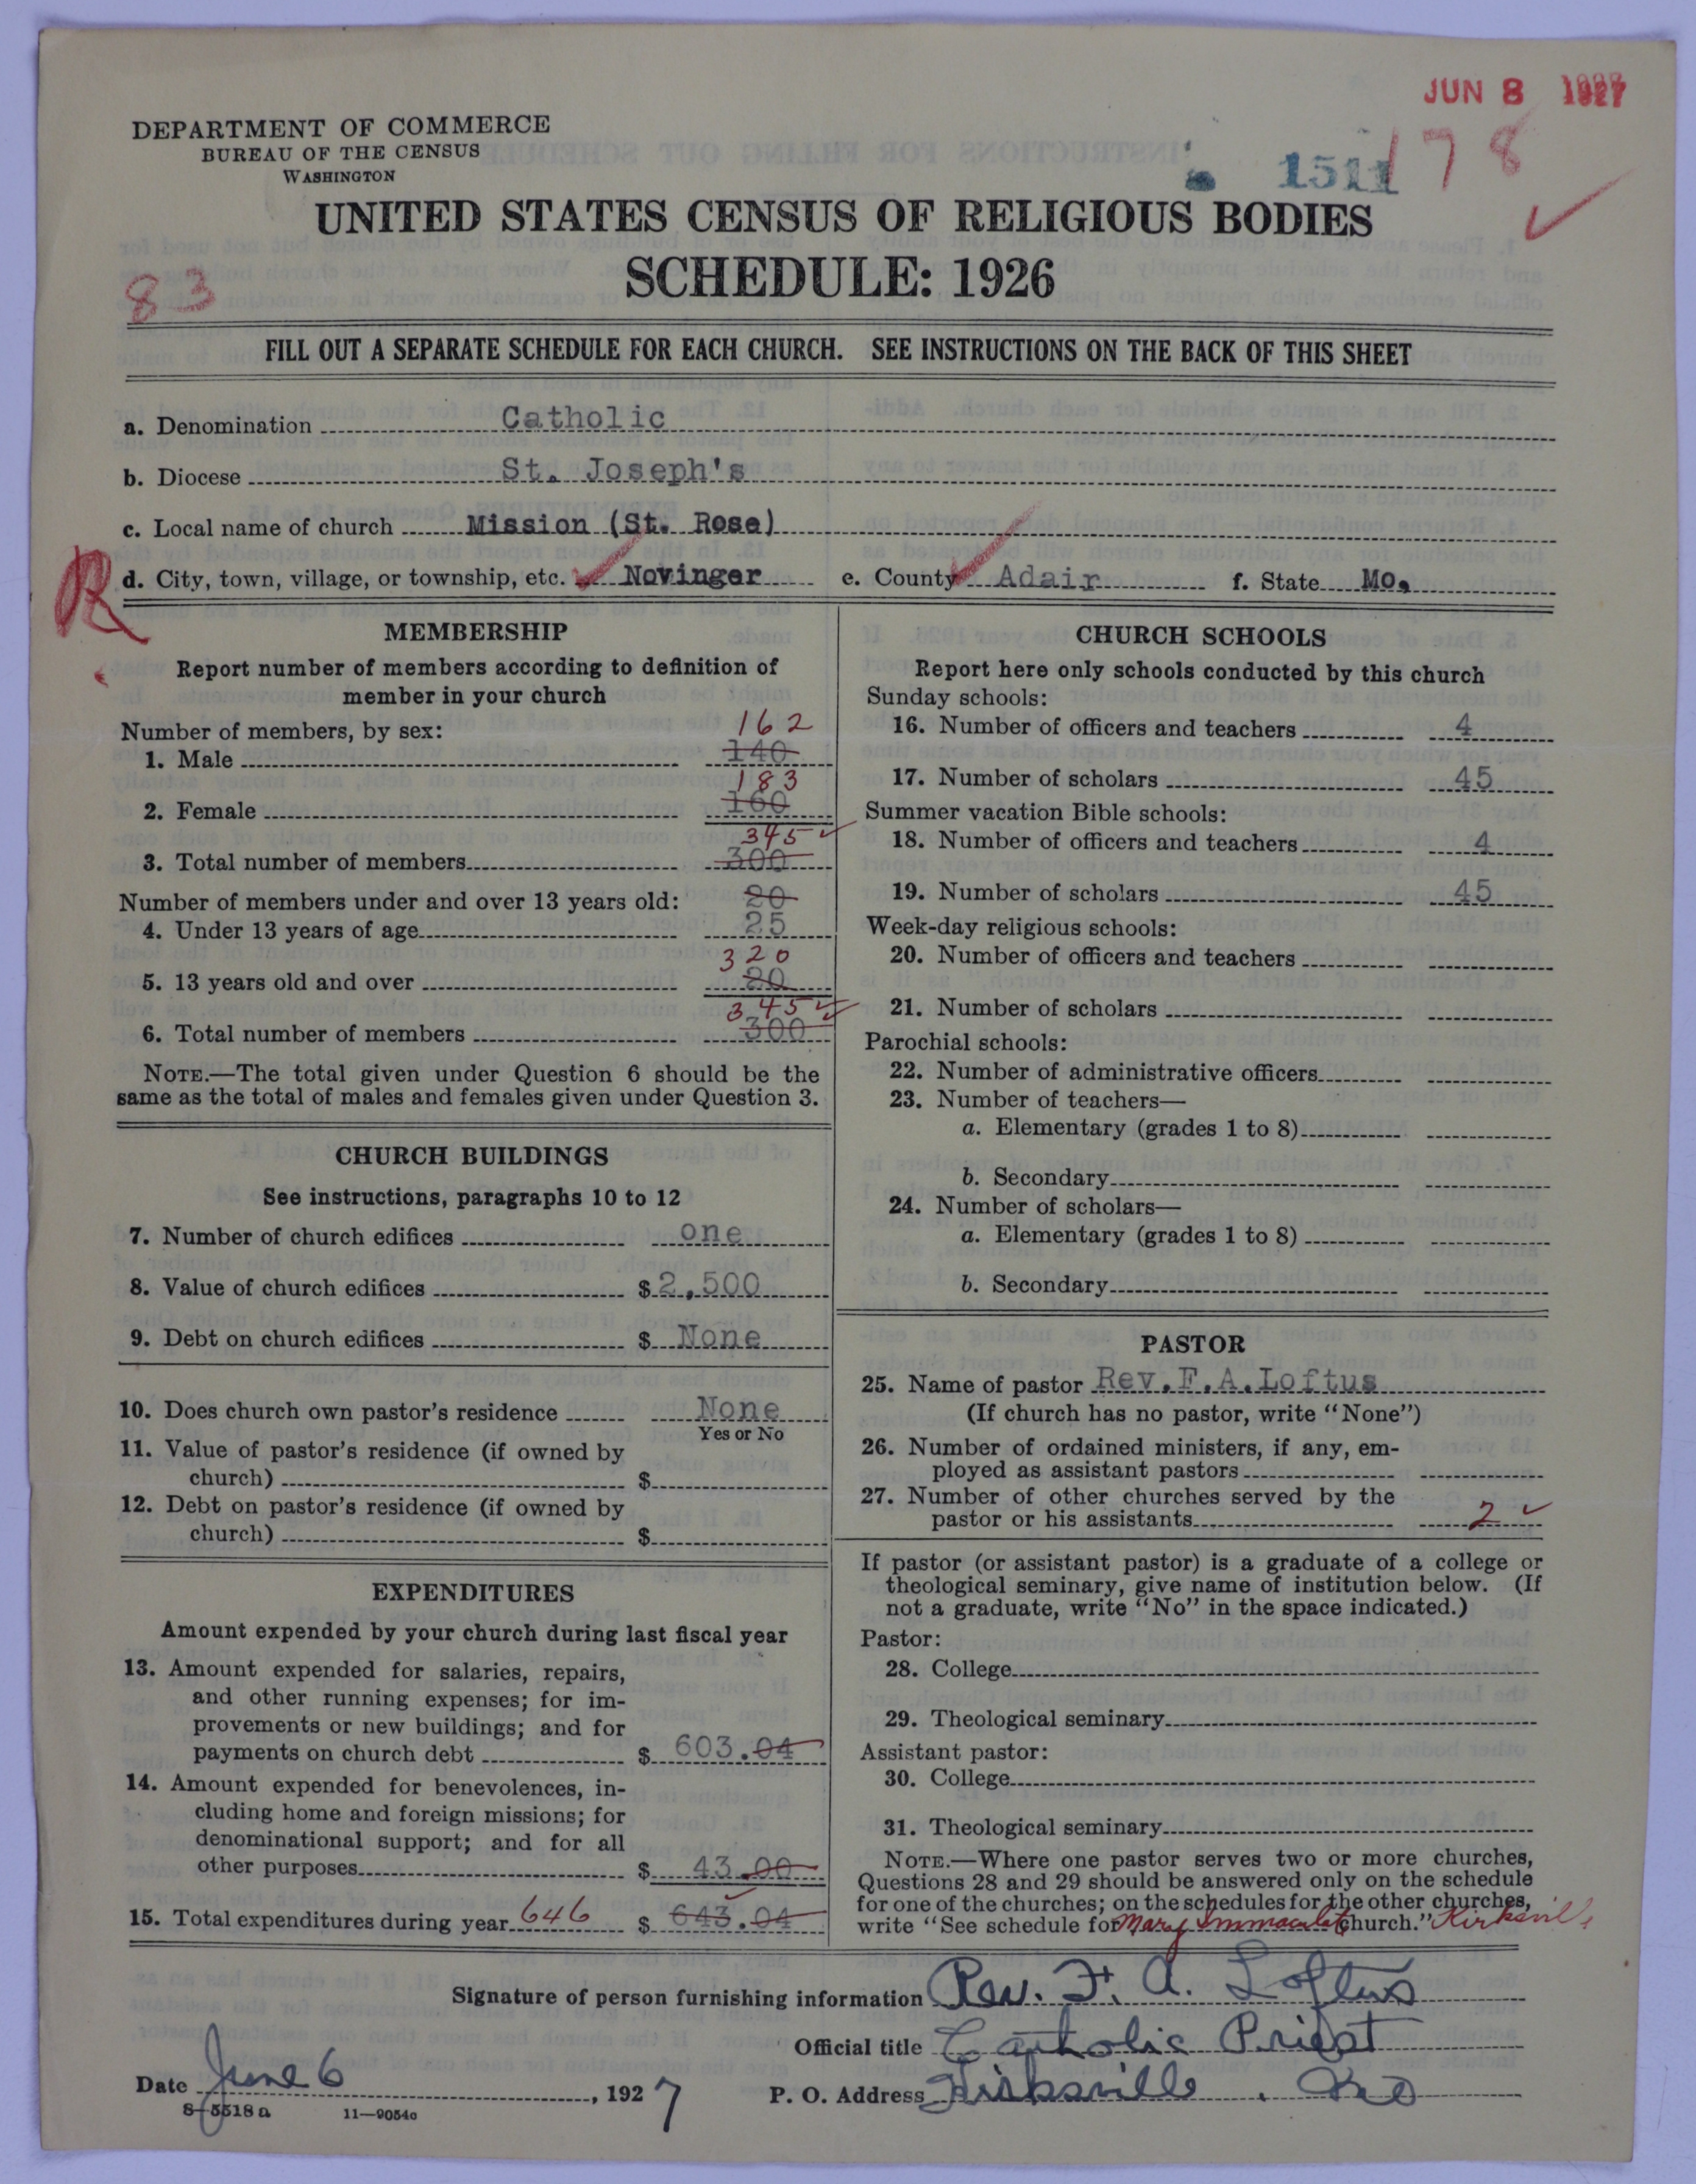 JUN 8 1927
DEPARTMENT OF COMMERCE
BUREAU OF THE CENSUS
WASHINGTON
1511 178
UNITED STATES CENSUS OF RELIGIOUS BODIES
SCHEDULE: 1926
83
FILL OUT A SEPARATE SCHEDULE FOR EACH CHURCH. SEE INSTRUCTIONS ON THE BACK OF THIS SHEET
a. Denomination Catholic
b. Diocese St. Joseph's
c. Local name of church Mission (St. Rose)
R d. City, town, village, or township, etc. ✓ Novinger e. County ✓ Adair f. State Mo.
MEMBERSHIP
Report number of members according to definition of
member in your church
Number of members, by sex: 162
1. Male 140
183
2. Female 160
345 ✓
3. Total number of members 300
Number of members under and over 13 years old: 20
4. Under 13 years of age 25
320
5. 13 years old and over 20
345 ✓
6. Total number of members 300
NOTE.—The total given under Question 6 should be the
same as the total of males and females given under Question 3.
CHURCH BUILDINGS
See instructions, paragraphs 10 to 12
7. Number of church edifices one
8. Value of church edifices $ 2,500
9. Debt on church edifices $ None
10. Does church own pastor's residence None
Yes or No
11. Value of pastor's residence (if owned by
church) $
12. Debt on pastor's residence (if owned by
church) $
EXPENDITURES
Amount expended by your church during last fiscal year
13. Amount expended for salaries, repairs,
and other running expenses; for im-
provements or new buildings; and for
payments on church debt $ 603.04
14. Amount expended for benevolences, in-
cluding home and foreign missions; for
denominational support; and for all
other purposes $ 43.00
15. Total expenditures during year 646 $ 643.04
CHURCH SCHOOLS
Report here only schools conducted by this church
Sunday schools:
16. Number of officers and teachers 4
17. Number of scholars 45
Summer vacation Bible schools:
18. Number of officers and teachers 4
19. Number of scholars 45
Week-day religious schools:
20. Number of officers and teachers
21. Number of scholars
Parochial schools:
22. Number of administrative officers
23. Number of teachers—
a. Elementary (grades 1 to 8)
b. Secondary
24. Number of scholars—
a. Elementary (grades 1 to 8)
b. Secondary
PASTOR
25. Name of pastor Rev. F. A. Loftus
(If church has no pastor, write "None")
26. Number of ordained ministers, if any, em-
ployed as assistant pastors
27. Number of other churches served by the
pastor or his assistants 2 ✓
If pastor (or assistant pastor) is a graduate of a college or
theological seminary, give name of institution below. (If
not a graduate, write "No" in the space indicated.)
Pastor:
28. College
29. Theological seminary
Assistant pastor:
30. College
31. Theological seminary
NOTE.—Where one pastor serves two or more churches,
Questions 28 and 29 should be answered only on the schedule
for one of the churches; on the schedules for the other churches,
write "See schedule for Mary Immaculate Church." Kirksville
Signature of person furnishing information Rev. F. A. Loftus
Official title Catholic Priest
Date June 6, 1927 P. O. Address Kirksville, Mo
8—5518 a 11—9054c